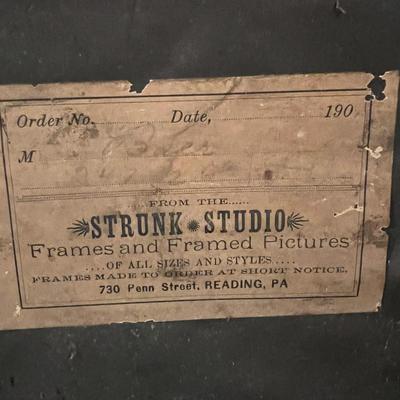 Order No. Date, 190
M
.....FROM THE......
STRUNK STUDIO
Frames and Framed Pictures
....OF ALL SIZES AND STYLES.....
FRAMES MADE TO ORDER AT SHORT NOTICE.
730 Penn Street, READING, PA